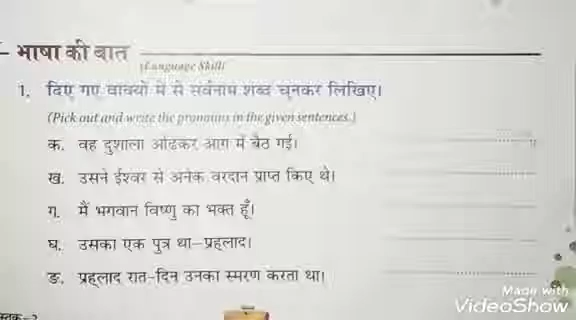 भाषा की बात
(Language Skill)
1. दिए गए वाक्यों में से सर्वनाम शब्द चुनकर लिखिए।
(Pick out and write the pronouns in the given sentences.)
क. वह दुशाला ओढ़कर आग में बैठ गई।
ख. उसने ईश्वर से अनेक वरदान प्राप्त किए थे।
ग. मैं भगवान विष्णु का भक्त हूँ।
घ. उसका एक पुत्र था–प्रहलाद।
ङ. प्रहलाद रात-दिन उनका स्मरण करता था।
Made with
VideoShow